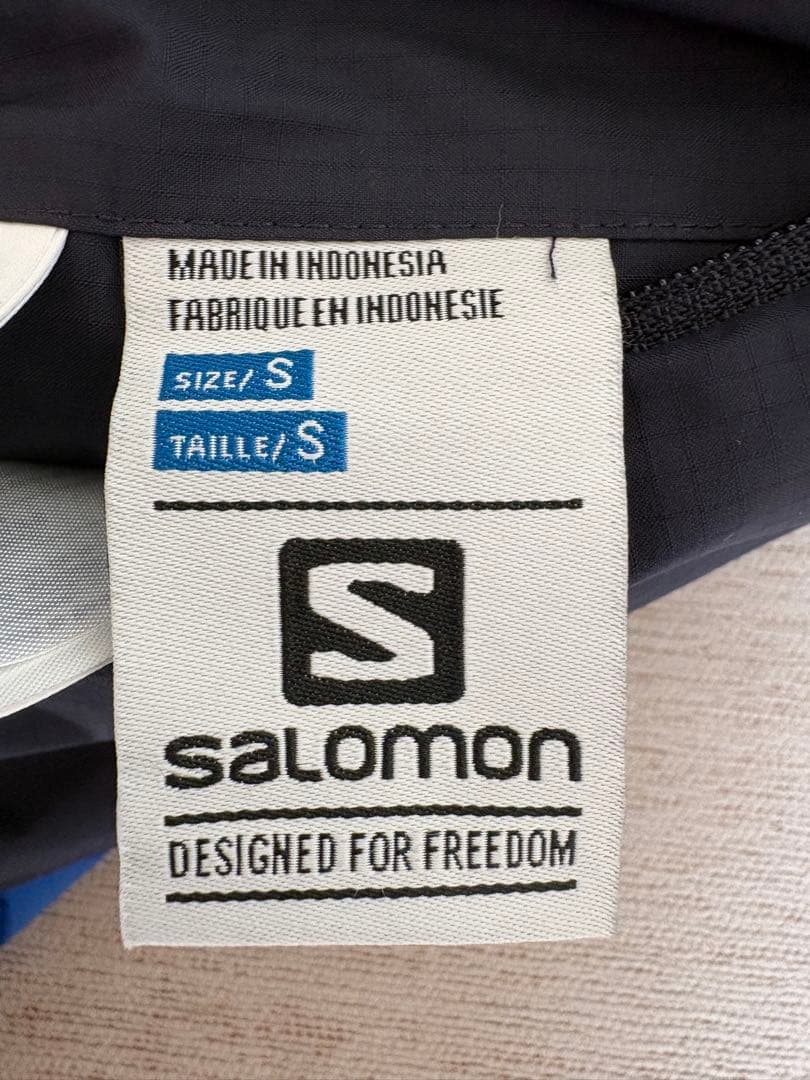 MADE IN INDONESIA
FABRIQUE EN INDONESIE
SIZE/ S
TAILLE/ S
S
SALOMON
DESIGNED FOR FREEDOM